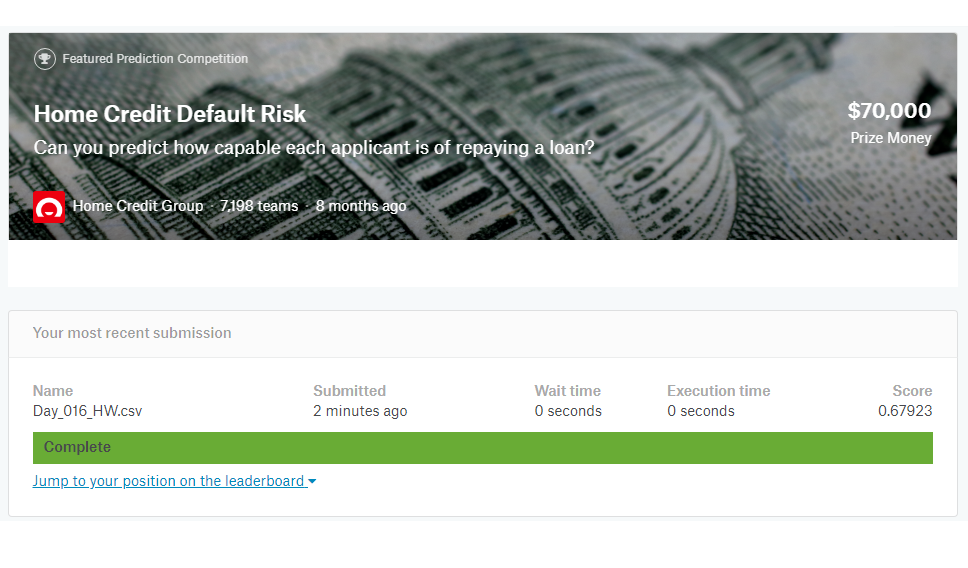 Featured Prediction Competition
Home Credit Default Risk
$70,000
Can you predict how capable each applicant is of repaying a loan?
Prize Money
Home Credit Group · 7,198 teams · 8 months ago
Your most recent submission
Name Submitted Wait time Execution time Score
Day_016_HW.csv 2 minutes ago 0 seconds 0 seconds 0.67923
Complete
Jump to your position on the leaderboard